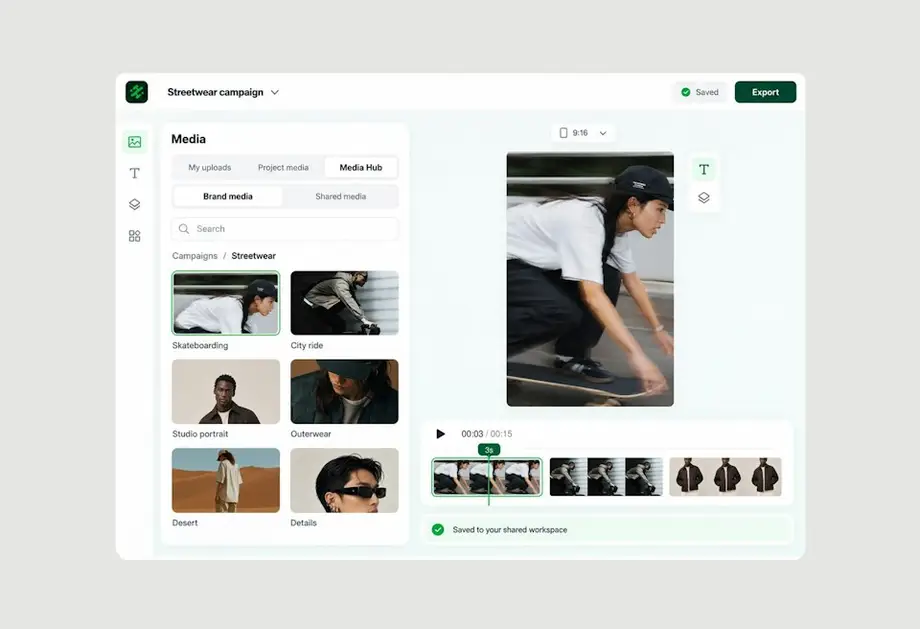 Streetwear campaign
Saved
Export
Media
My uploads
Project media
Media Hub
Brand media
Shared media
Search
Campaigns / Streetwear
Skateboarding
City ride
Studio portrait
Outerwear
Desert
Details
9:16
T
T
00:03 / 00:15
3s
Saved to your shared workspace